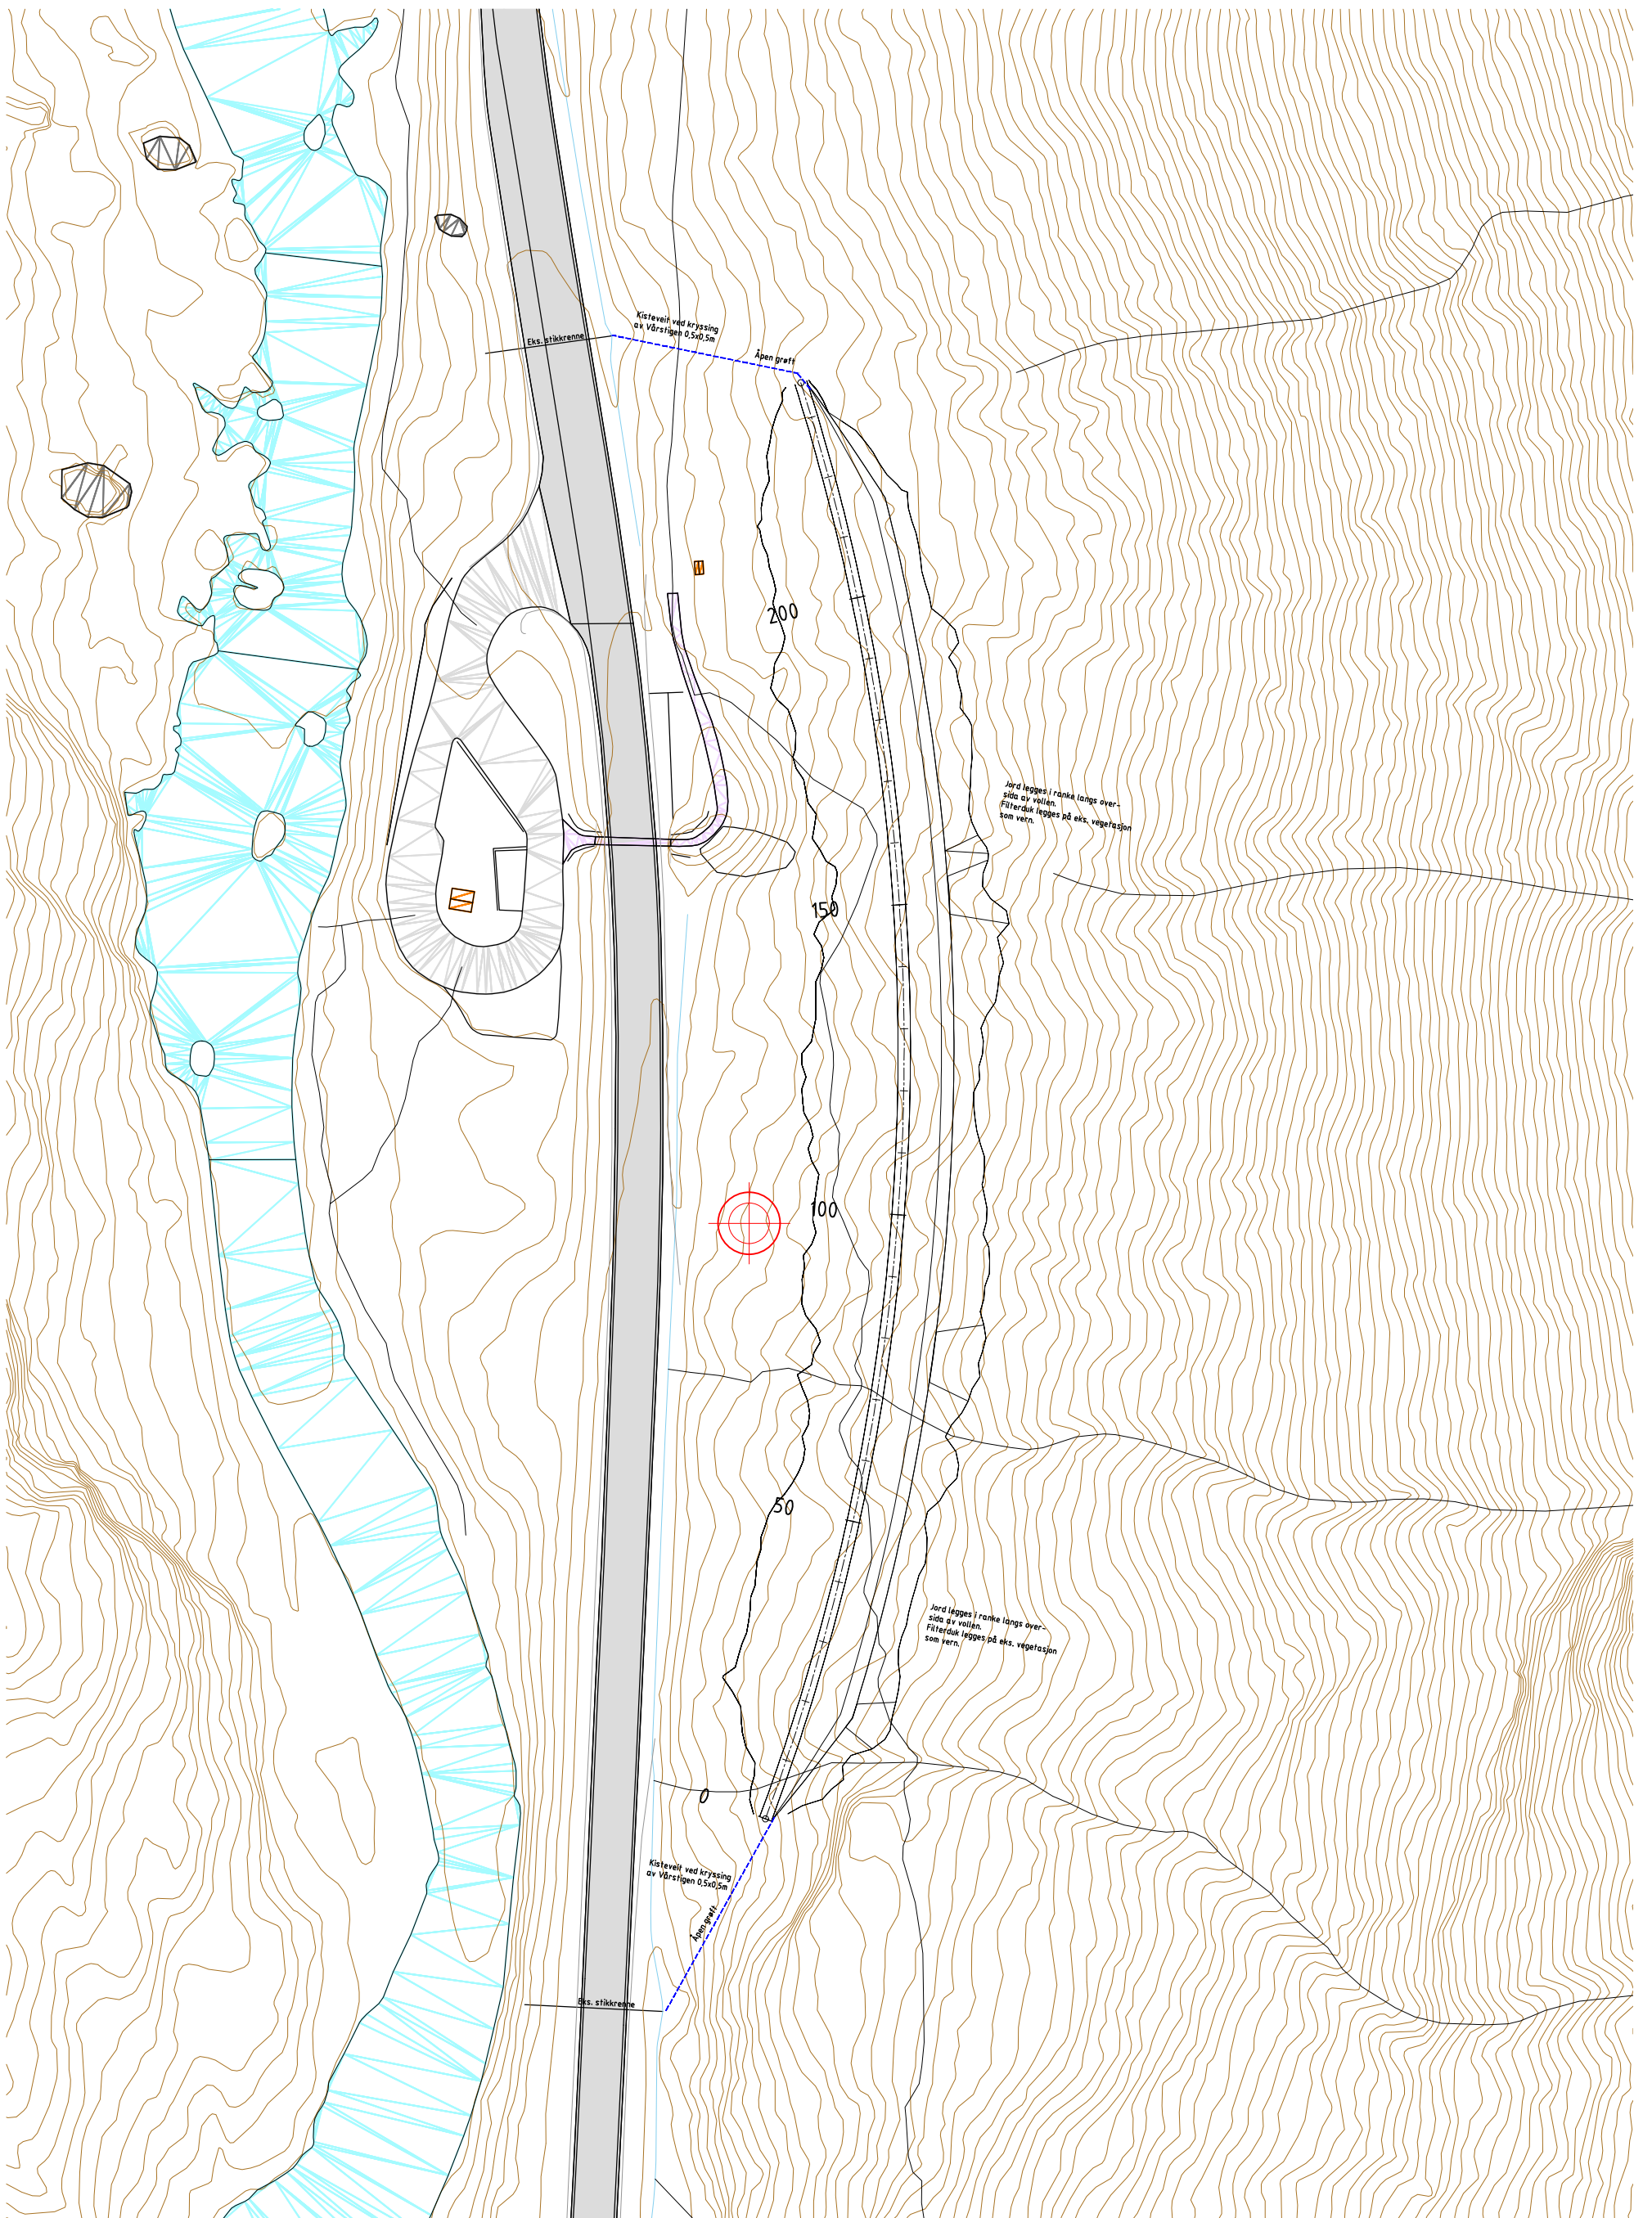 Kisteveit ved kryssing
av Vårstigen 0,5x0,5m
Eks. stikkrenne
Åpen grøft
200
Jord legges i ranke langs over-
sida av vollen.
Filterduk legges på eks. vegetasjon
som vern.
150
100
50
Jord legges i ranke langs over-
sida av vollen.
Filterduk legges på eks. vegetasjon
som vern.
0
Kisteveit ved kryssing
av Vårstigen 0,5x0,5m
Åpen grøft
Eks. stikkrenne